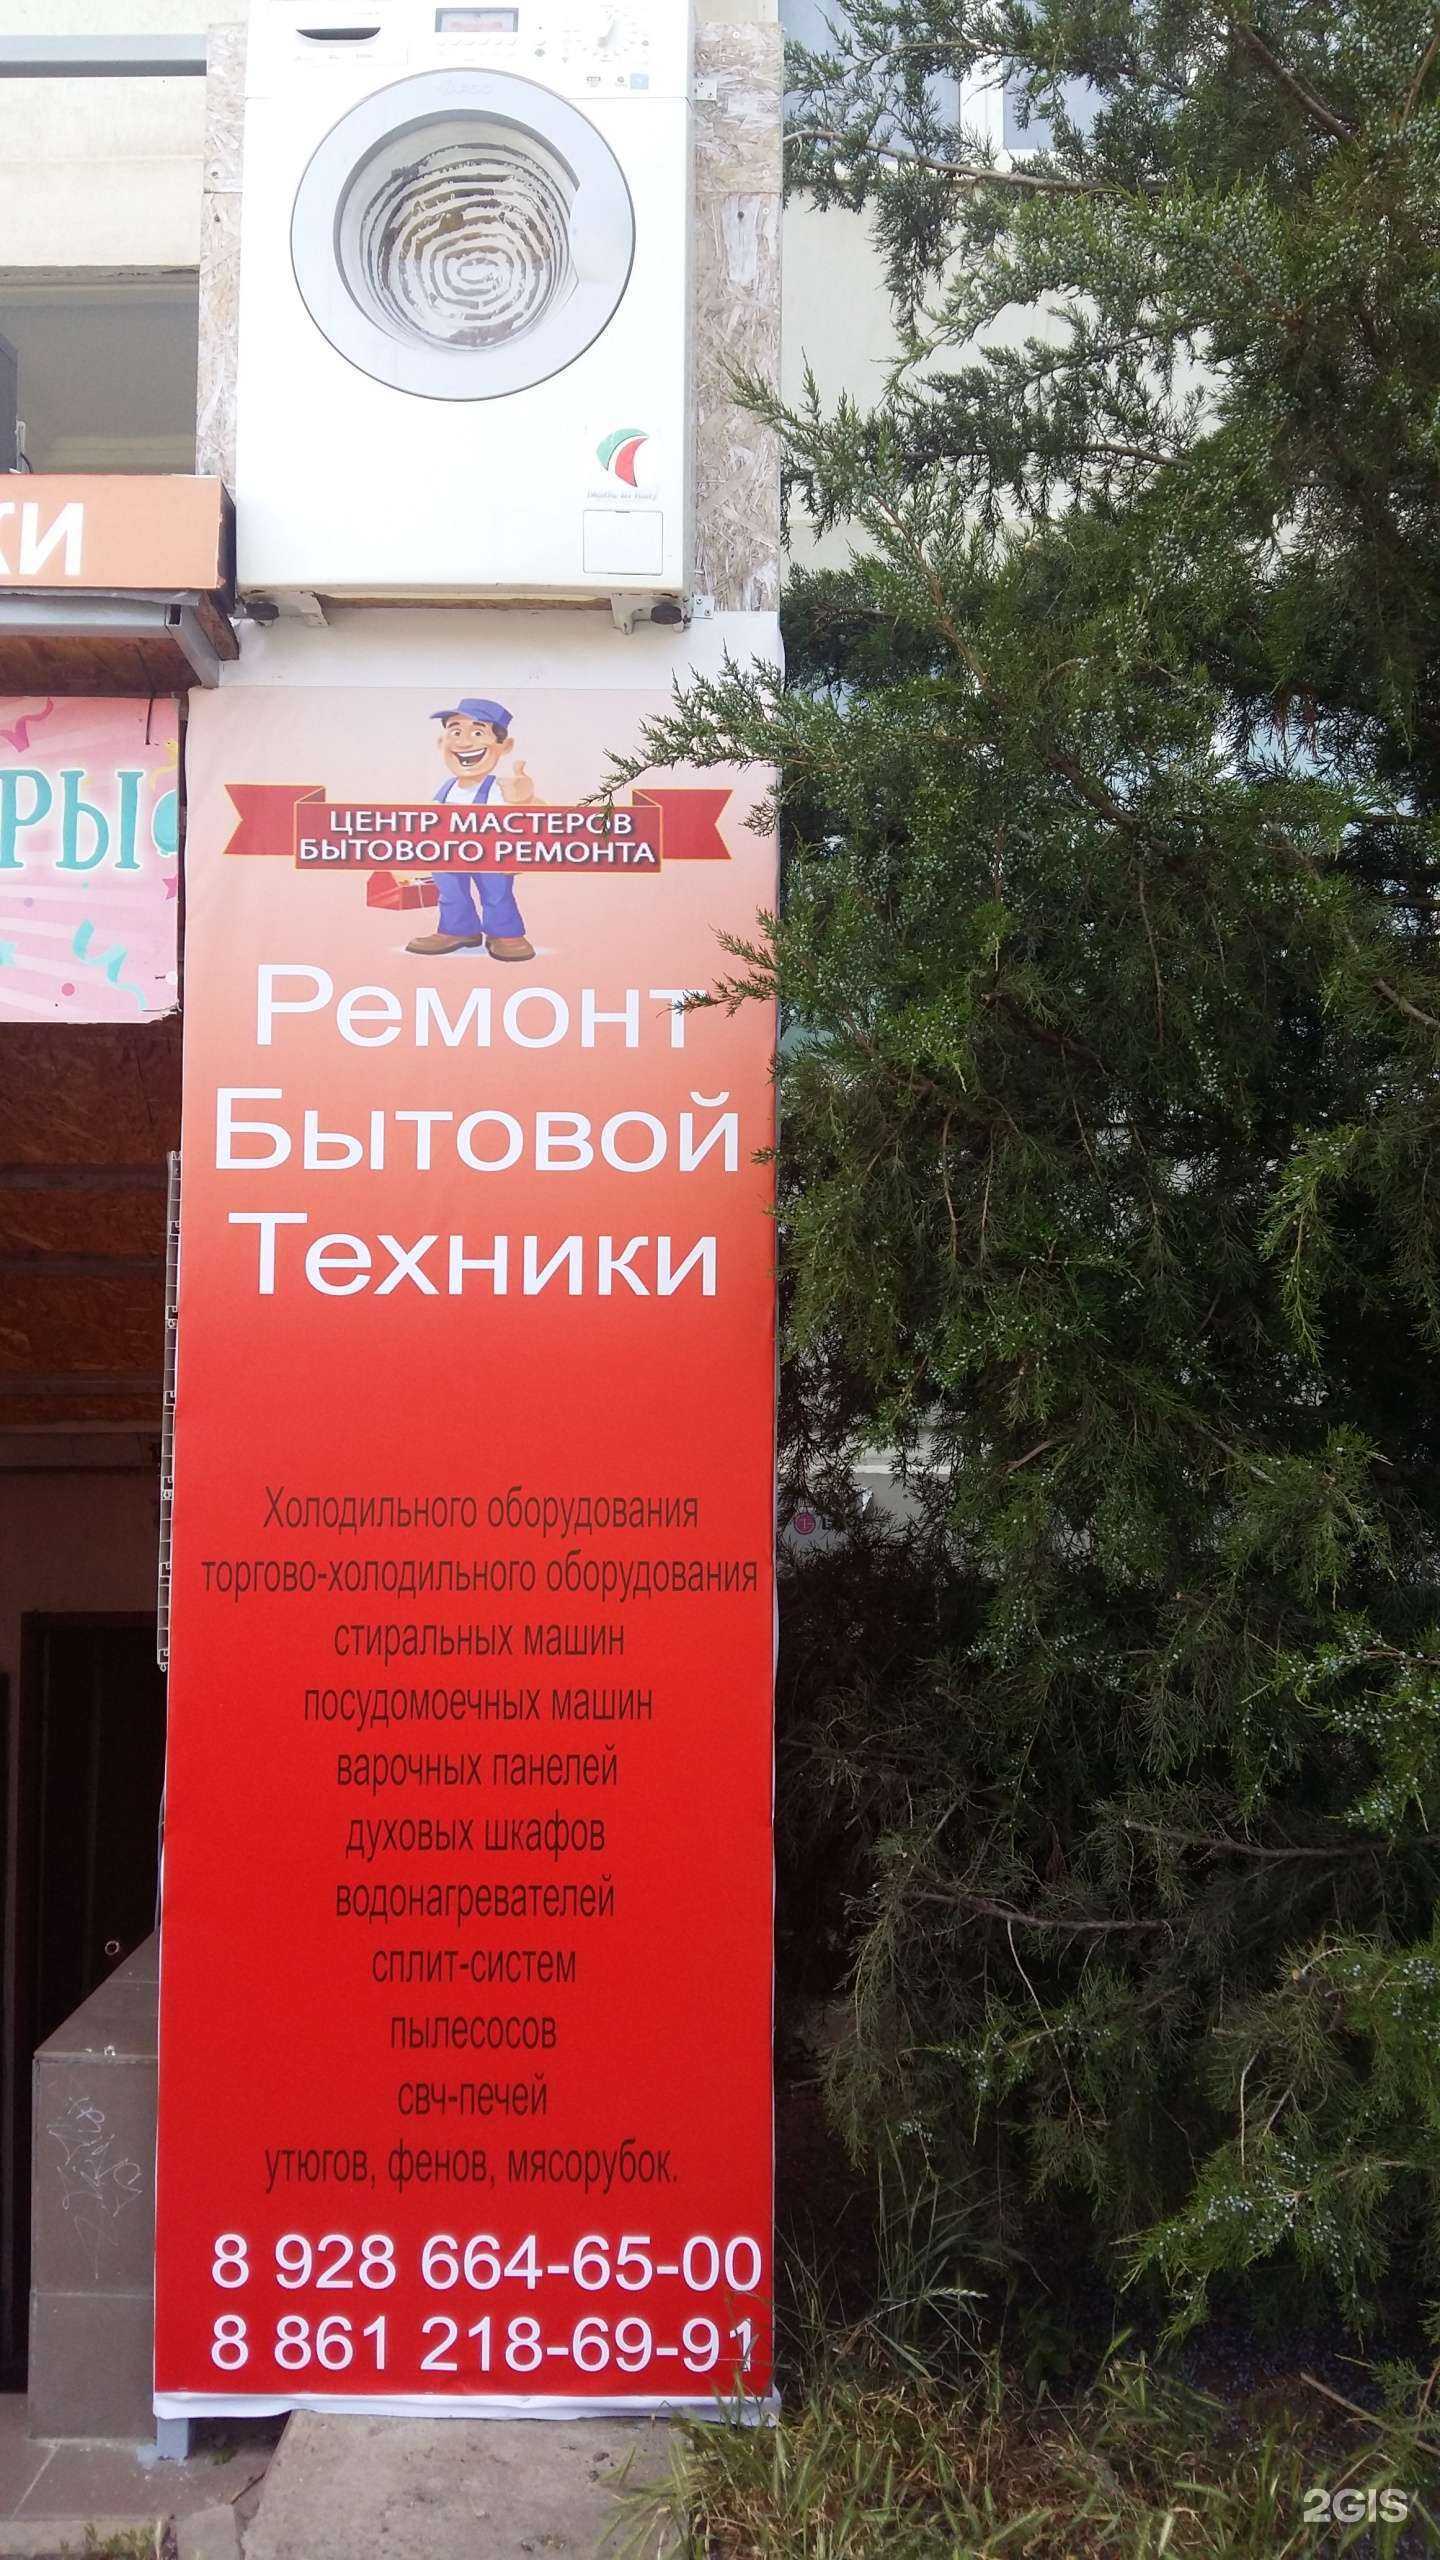 КИ
РЫ
ЦЕНТР МАСТЕРОВ
БЫТОВОГО РЕМОНТА
Ремонт
Бытовой
Техники
Холодильного оборудования
торгово-холодильного оборудования
стиральных машин
посудомоечных машин
варочных панелей
духовых шкафов
водонагревателей
сплит-систем
пылесосов
свч-печей
утюгов, фенов, мясорубок.
8 928 664-65-00
8 861 218-69-91
2GIS